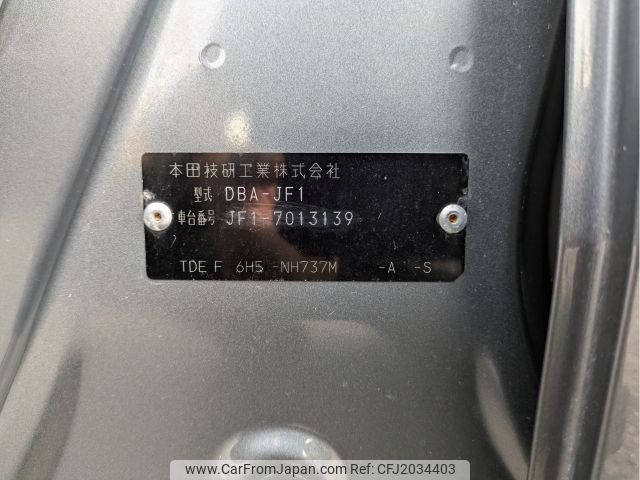 本田技研工業株式会社
型式 DBA-JF1
車台番号 JF1-7013139
TDE F 6H5 -NH737M -A -S
www.CarFromJapan.com | CFJ2034403